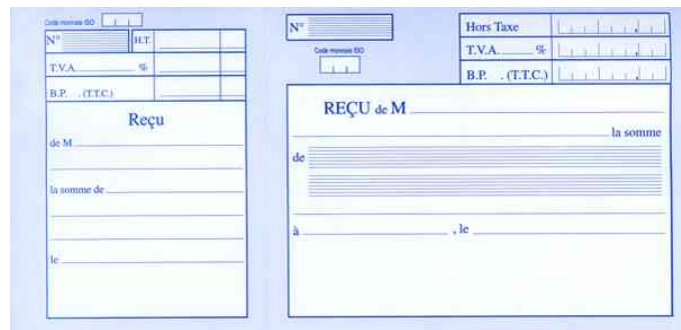 Code monnaie ISO
N° H.T.
T.V.A. %
B.P. . (T.T.C.)
Reçu
de M
la somme de
le
N°
Code monnaie ISO
Hors Taxe
T.V.A. %
B.P. . (T.T.C.)
REÇU de M
la somme
de
à , le